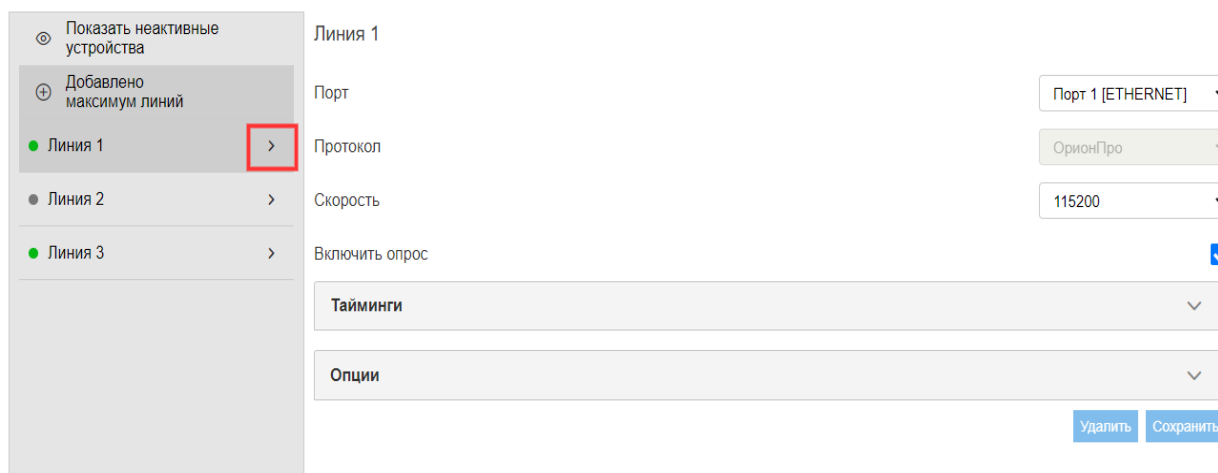 Показать неактивные
устройства
Добавлено
максимум линий
Линия 1
Линия 2
Линия 3
Линия 1
Порт
Порт 1 [ETHERNET]
Протокол
ОрионПро
Скорость
115200
Включить опрос
Тайминги
Опции
Удалить
Сохранить